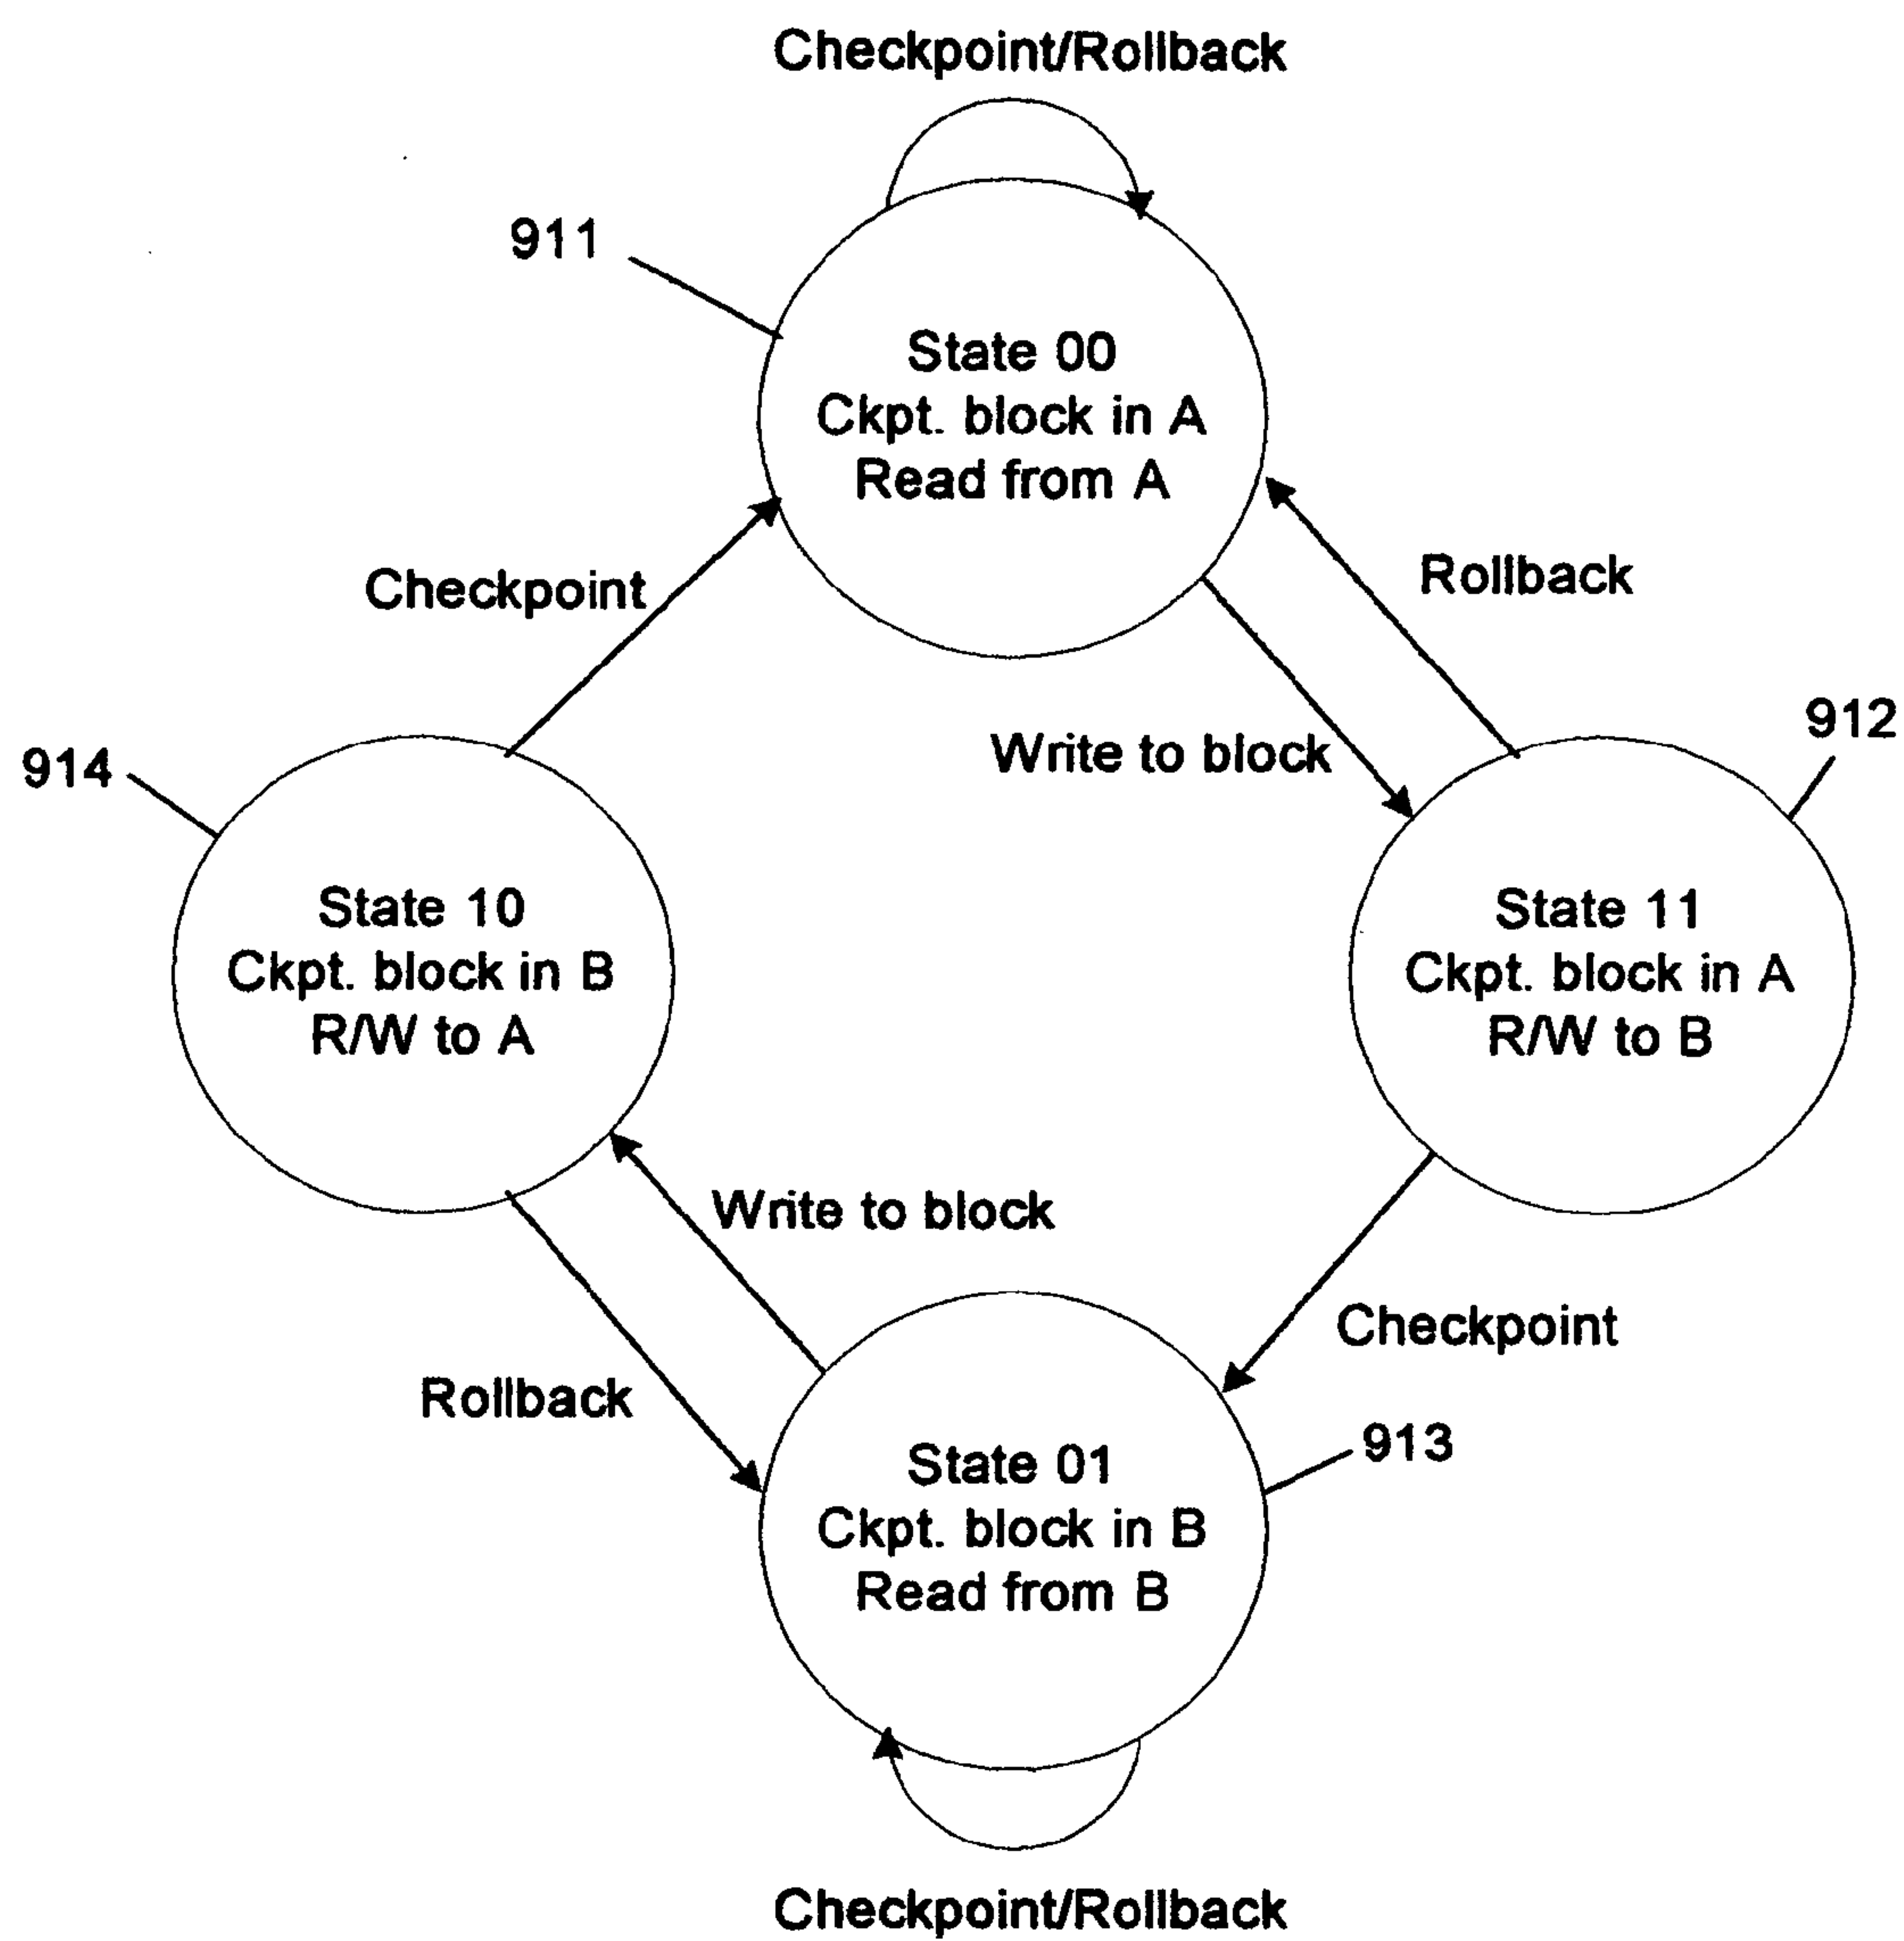 Checkpoint/Rollback
911
State 00
Ckpt. block in A
Read from A
Checkpoint
Rollback
Write to block
912
914
State 10
Ckpt. block in B
R/W to A
State 11
Ckpt. block in A
R/W to B
Write to block
Rollback
Checkpoint
913
State 01
Ckpt. block in B
Read from B
Checkpoint/Rollback